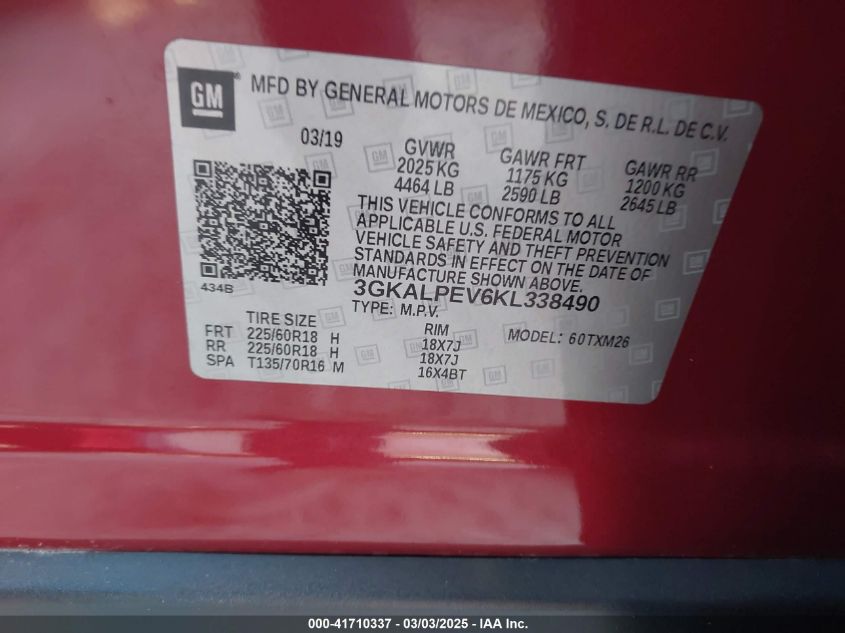 GM
MFD BY GENERAL MOTORS DE MEXICO, S. DE R.L. DE C.V.
03/19
GVWR
2025 KG
4464 LB
GAWR FRT
1175 KG
2590 LB
GAWR RR
1200 KG
2645 LB
THIS VEHICLE CONFORMS TO ALL
APPLICABLE U.S. FEDERAL MOTOR
VEHICLE SAFETY AND THEFT PREVENTION
STANDARDS IN EFFECT ON THE DATE OF
MANUFACTURE SHOWN ABOVE.
434B
3GKALPEV6KL338490
TYPE: M.P.V.
MODEL: 60TXM26
TIRE SIZE RIM
FRT 225/60R18 H 18X7J
RR 225/60R18 H 18X7J
SPA T135/70R16 M 16X4BT
000-41710337 - 03/03/2025 - IAA Inc.